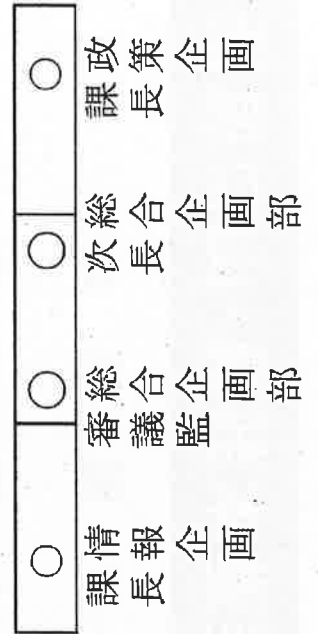 政策企画
課長
総合企画部
次長
総合企画部
審議監
情報企画
課長